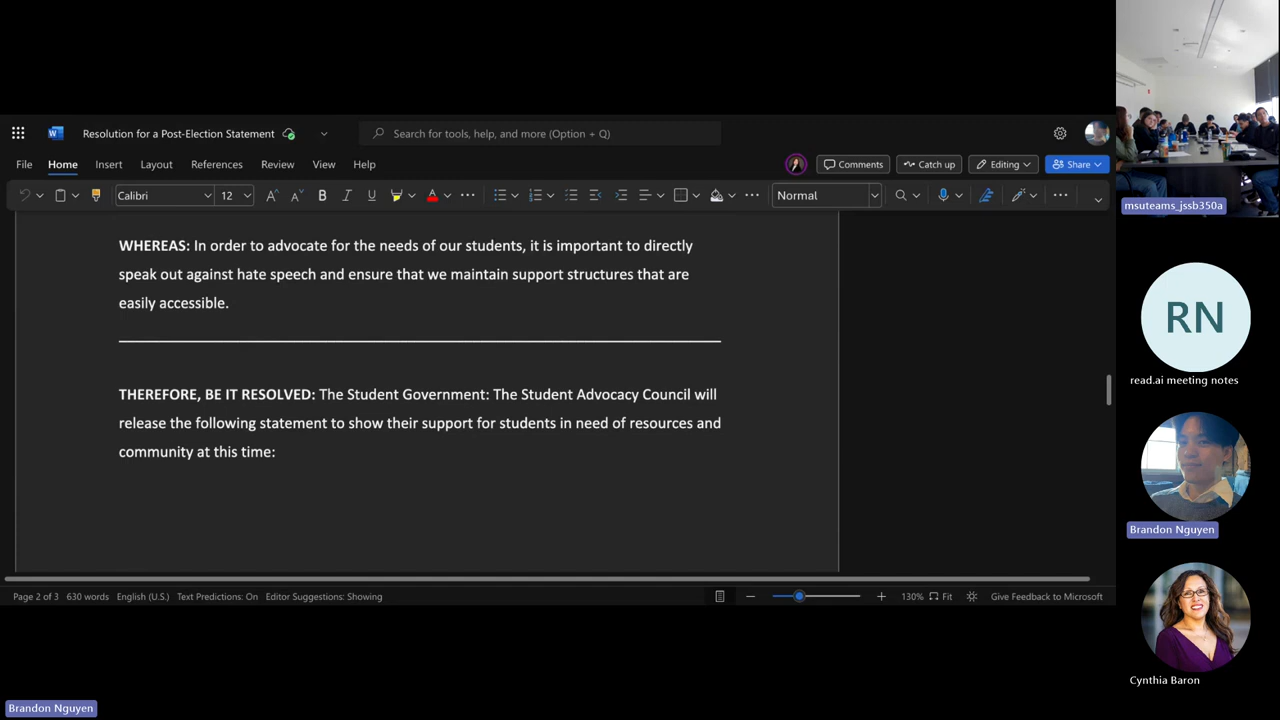 Resolution for a Post-Election Statement
Search for tools, help, and more (Option + Q)
File Home Insert Layout References Review View Help
Comments Catch up Editing Share
Calibri 12 Normal
WHEREAS: In order to advocate for the needs of our students, it is important to directly
speak out against hate speech and ensure that we maintain support structures that are
easily accessible.
THEREFORE, BE IT RESOLVED: The Student Government: The Student Advocacy Council will
release the following statement to show their support for students in need of resources and
community at this time:
Page 2 of 3 630 words English (U.S.) Text Predictions: On Editor Suggestions: Showing 130% Fit Give Feedback to Microsoft
Brandon Nguyen
msuteams_jssb350a
RN
read.ai meeting notes
Brandon Nguyen
Cynthia Baron